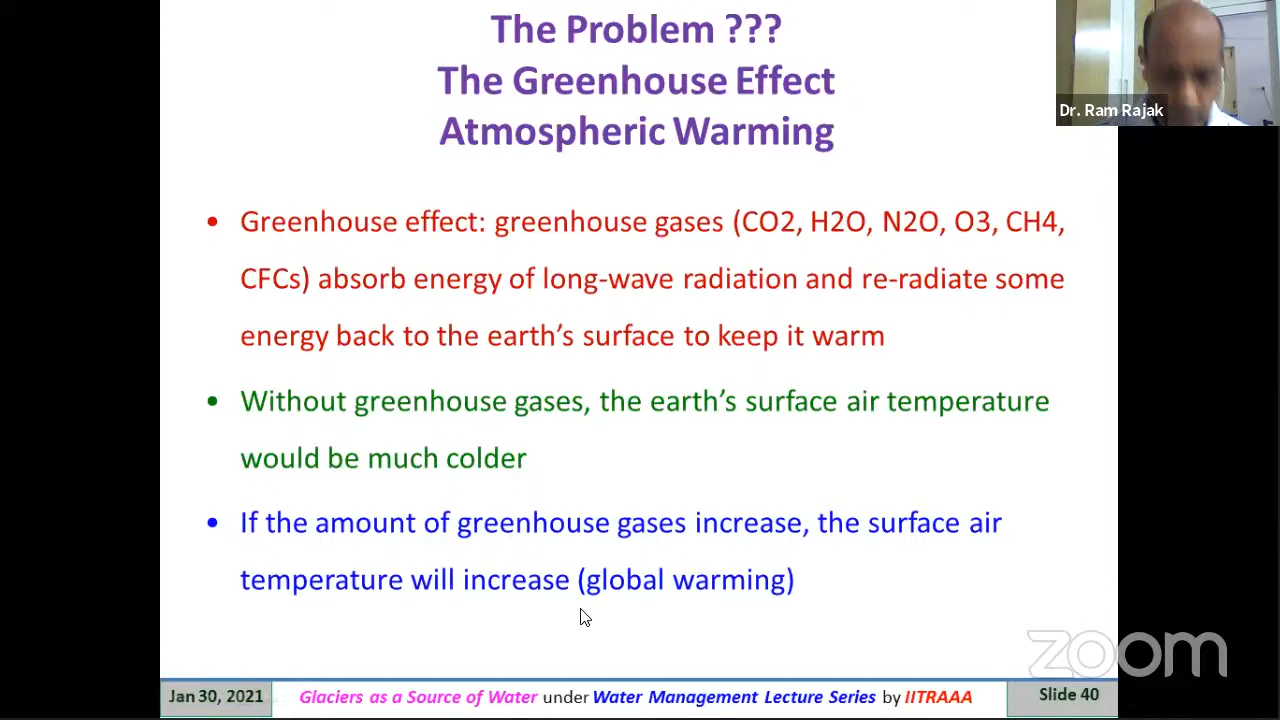 The Problem ???
The Greenhouse Effect
Atmospheric Warming
Dr. Ram Rajak
• Greenhouse effect: greenhouse gases (CO2, H2O, N2O, O3, CH4,
CFCs) absorb energy of long-wave radiation and re-radiate some
energy back to the earth’s surface to keep it warm
• Without greenhouse gases, the earth’s surface air temperature
would be much colder
• If the amount of greenhouse gases increase, the surface air
temperature will increase (global warming)
zoom
Jan 30, 2021 Glaciers as a Source of Water under Water Management Lecture Series by IITRAAA Slide 40